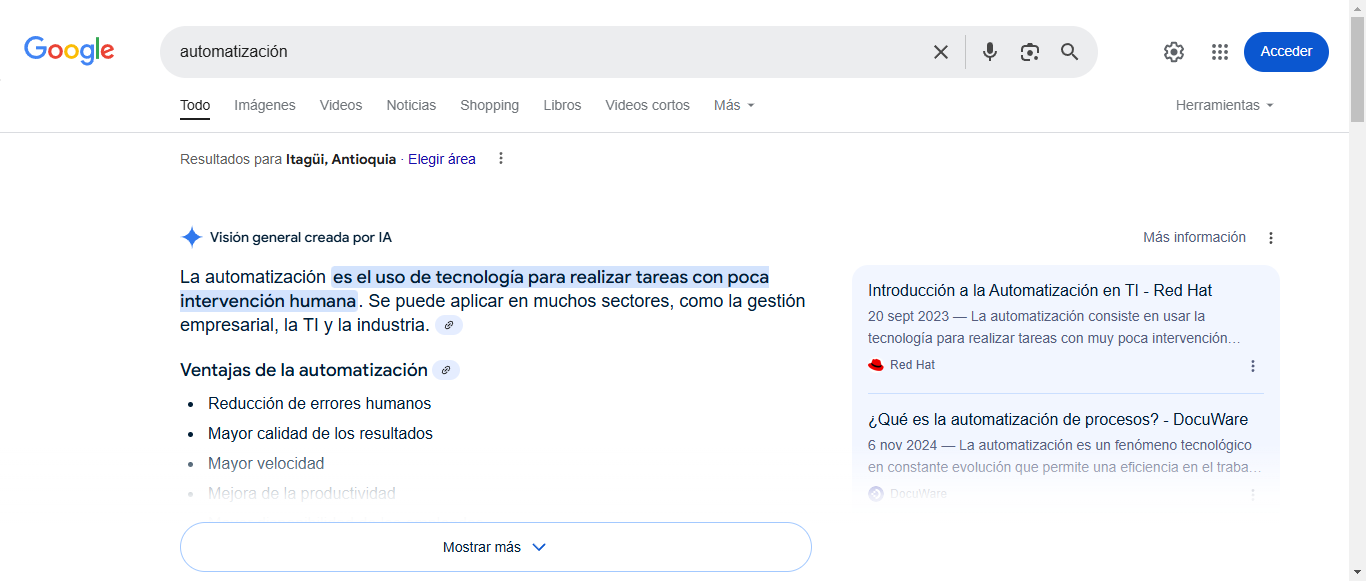 Google
automatización
Acceder
Todo Imágenes Videos Noticias Shopping Libros Videos cortos Más Herramientas
Resultados para Itagüi, Antioquia · Elegir área
Visión general creada por IA
Más información
La automatización es el uso de tecnología para realizar tareas con poca
intervención humana. Se puede aplicar en muchos sectores, como la gestión
empresarial, la TI y la industria.
Ventajas de la automatización
• Reducción de errores humanos
• Mayor calidad de los resultados
• Mayor velocidad
• Mejora de la productividad
Mostrar más
Introducción a la Automatización en TI - Red Hat
20 sept 2023 — La automatización consiste en usar la
tecnología para realizar tareas con muy poca intervención…
Red Hat
¿Qué es la automatización de procesos? - DocuWare
6 nov 2024 — La automatización es un fenómeno tecnológico
en constante evolución que permite una eficiencia en el traba…
DocuWare